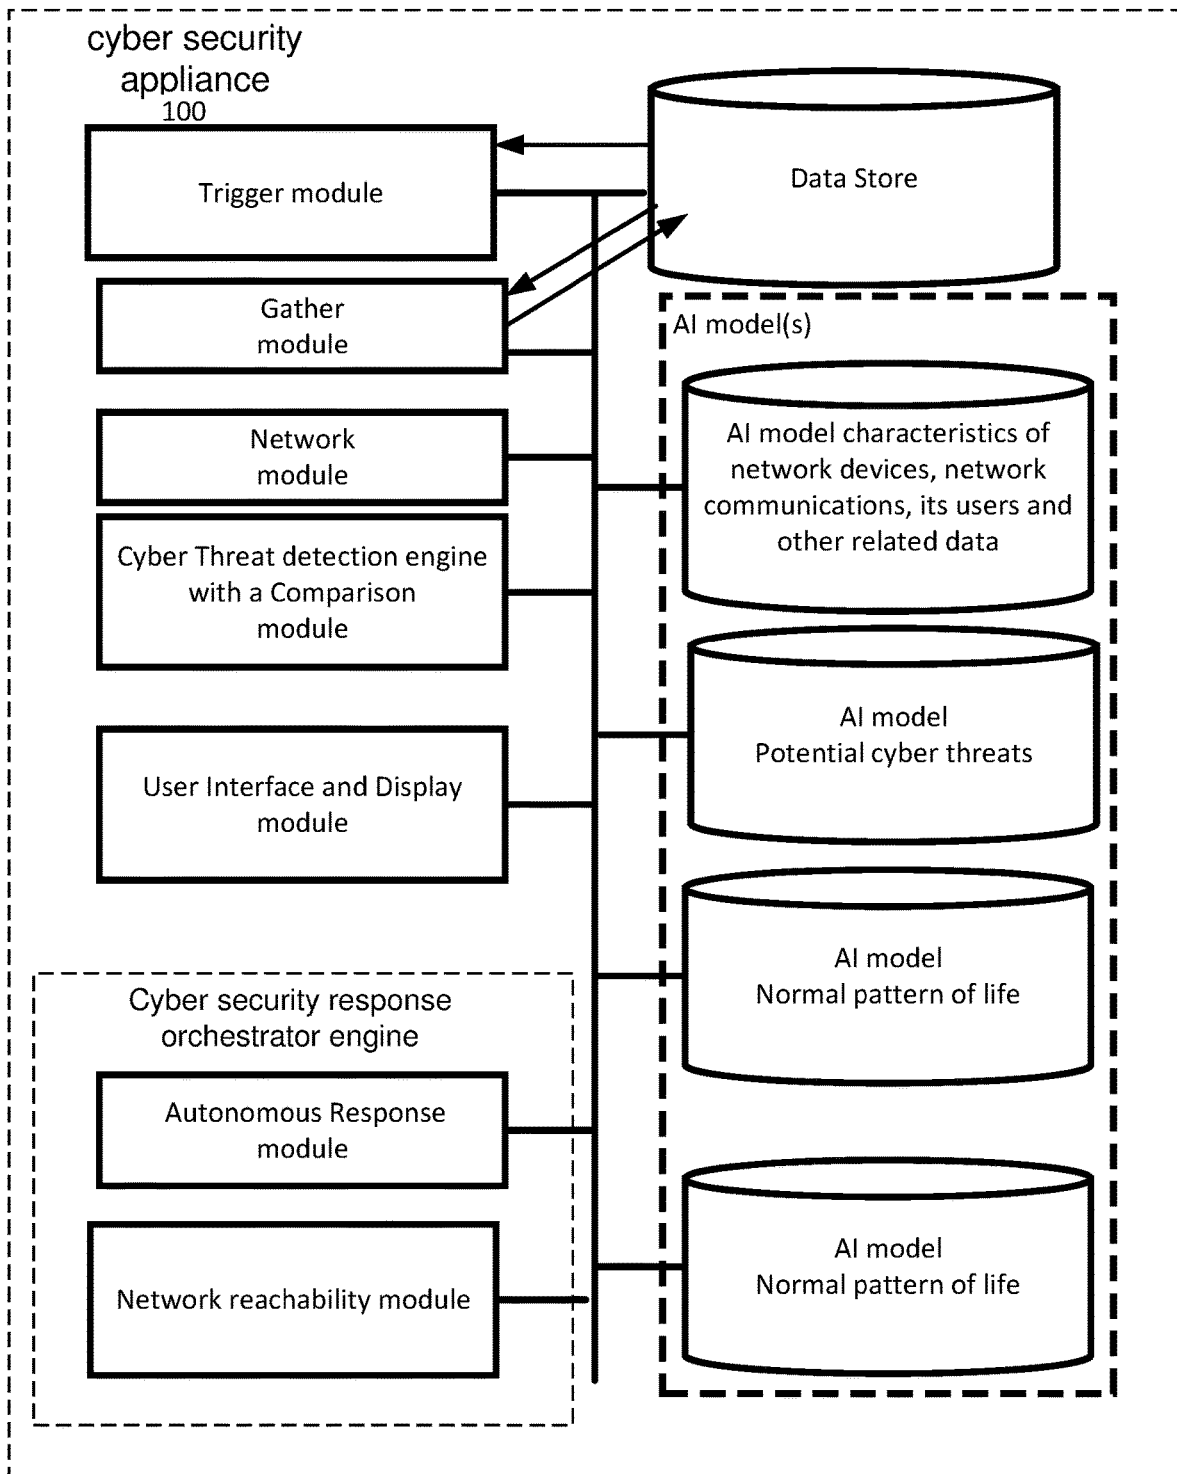 cyber security
appliance
100
Trigger module
Data Store
Gather
module
AI model(s)
Network
module
AI model characteristics of
network devices, network
communications, its users and
other related data
Cyber Threat detection engine
with a Comparison
module
AI model
Potential cyber threats
User Interface and Display
module
AI model
Normal pattern of life
Cyber security response
orchestrator engine
Autonomous Response
module
Network reachability module
AI model
Normal pattern of life